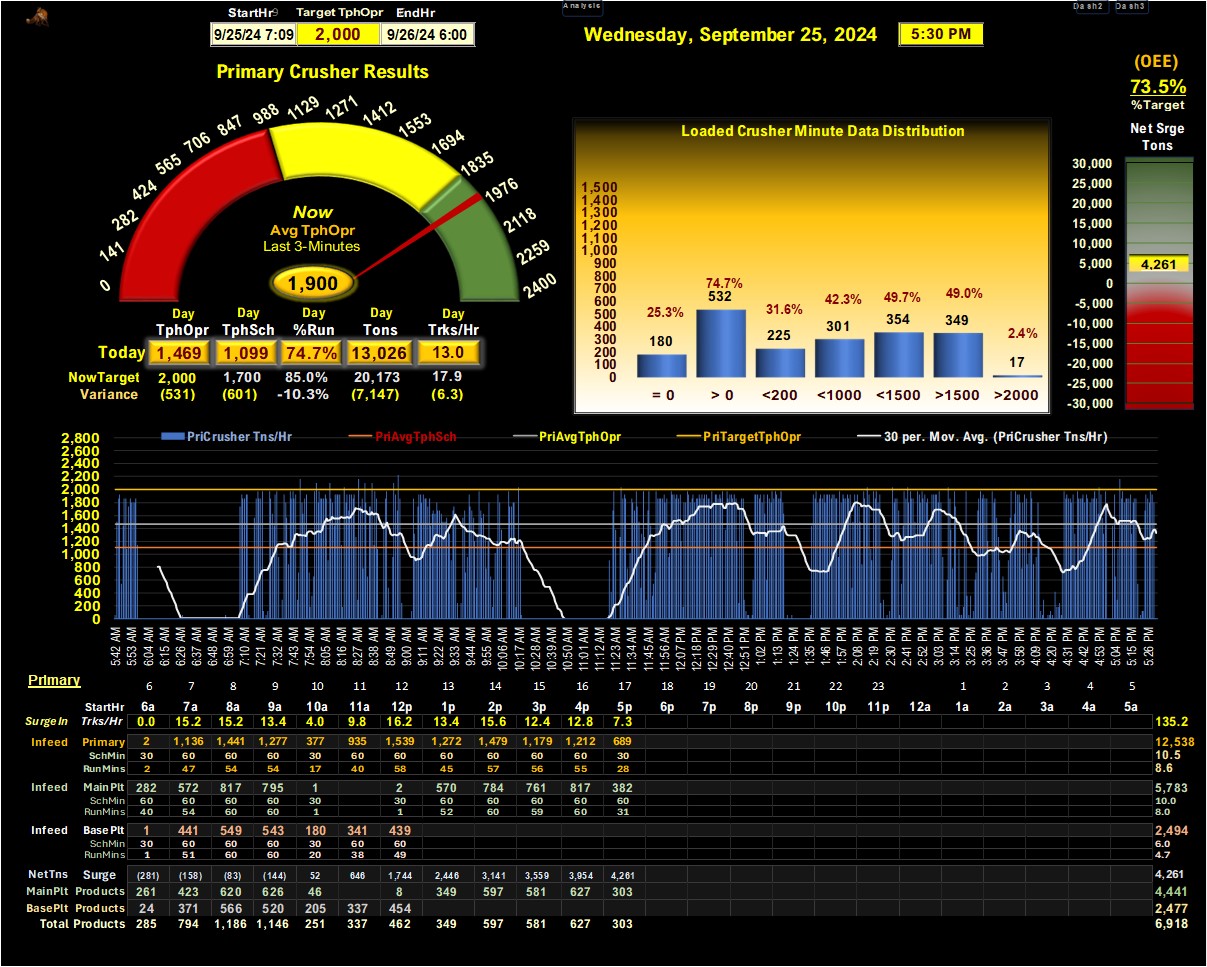 Analysis Dash2 Dash3
StartHr Target TphOpr EndHr
9/25/24 7:09 2,000 9/26/24 6:00
Wednesday, September 25, 2024 5:30 PM
(OEE)
73.5%
%Target
Primary Crusher Results
0 141 282 424 565 706 847 988 1129 1271 1412 1553 1694 1835 1976 2118 2259 2400
Now
Avg TphOpr
Last 3-Minutes
1,900
Day Day Day Day Day
TphOpr TphSch %Run Tons Trks/Hr
Today 1,469 1,099 74.7% 13,026 13.0
NowTarget 2,000 1,700 85.0% 20,173 17.9
Variance (531) (601) -10.3% (7,147) (6.3)
Loaded Crusher Minute Data Distribution
1,500
1,400
1,300
1,200
1,100
1,000
900
800
700
600
500
400
300
200
100
0
25.3% 74.7% 31.6% 42.3% 49.7% 49.0% 2.4%
180 532 225 301 354 349 17
= 0 > 0 <200 <1000 <1500 >1500 >2000
Net Srge
Tons
30,000
25,000
20,000
15,000
10,000
5,000
0
-5,000
-10,000
-15,000
-20,000
-25,000
-30,000
4,261
PriCrusher Tns/Hr PriAvgTphSch PriAvgTphOpr PriTargetTphOpr 30 per. Mov. Avg. (PriCrusher Tns/Hr)
2,800
2,600
2,400
2,200
2,000
1,800
1,600
1,400
1,200
1,000
800
600
400
200
0
5:42 AM 5:53 AM 6:04 AM 6:15 AM 6:26 AM 6:37 AM 6:48 AM 6:59 AM 7:10 AM 7:21 AM 7:32 AM 7:43 AM 7:54 AM 8:05 AM 8:16 AM 8:27 AM 8:38 AM 8:49 AM 9:00 AM 9:11 AM 9:22 AM 9:33 AM 9:44 AM 9:55 AM 10:06 AM 10:17 AM 10:28 AM 10:39 AM 10:50 AM 11:01 AM 11:12 AM 11:23 AM 11:34 AM 11:45 AM 11:56 AM 12:07 PM 12:18 PM 12:29 PM 12:40 PM 12:51 PM 1:02 PM 1:13 PM 1:24 PM 1:35 PM 1:46 PM 1:57 PM 2:08 PM 2:19 PM 2:30 PM 2:41 PM 2:52 PM 3:03 PM 3:14 PM 3:25 PM 3:36 PM 3:47 PM 3:58 PM 4:09 PM 4:20 PM 4:31 PM 4:42 PM 4:53 PM 5:04 PM 5:15 PM 5:26 PM
Primary
6 7 8 9 10 11 12 13 14 15 16 17 18 19 20 21 22 23 1 2 3 4 5
StartHr 6a 7a 8a 9a 10a 11a 12p 1p 2p 3p 4p 5p 6p 7p 8p 9p 10p 11p 12a 1a 2a 3a 4a 5a
SurgeIn Trks/Hr 0.0 15.2 15.2 13.4 4.0 9.8 16.2 13.4 15.6 12.4 12.8 7.3 135.2
Infeed Primary 2 1,136 1,441 1,277 377 935 1,539 1,272 1,479 1,179 1,212 689 12,538
SchMin 30 60 60 60 30 60 60 60 60 60 60 30 10.5
RunMins 2 47 54 54 17 40 58 45 57 56 55 28 8.6
Infeed MainPlt 282 572 817 795 1 2 570 784 761 817 382 5,783
SchMin 60 60 60 60 30 30 60 60 60 60 60 10.0
RunMins 40 54 60 60 1 1 52 60 59 60 31 8.0
Infeed BasePlt 1 441 549 543 180 341 439 2,494
SchMin 30 60 60 60 30 60 60 6.0
RunMins 1 51 60 60 20 38 49 4.7
NetTns Surge (281) (158) (83) (144) 52 646 1,744 2,446 3,141 3,559 3,954 4,261 4,261
MainPlt Products 261 423 620 626 46 8 349 597 581 627 303 4,441
BasePlt Products 24 371 566 520 205 337 454 2,477
Total Products 285 794 1,186 1,146 251 337 462 349 597 581 627 303 6,918